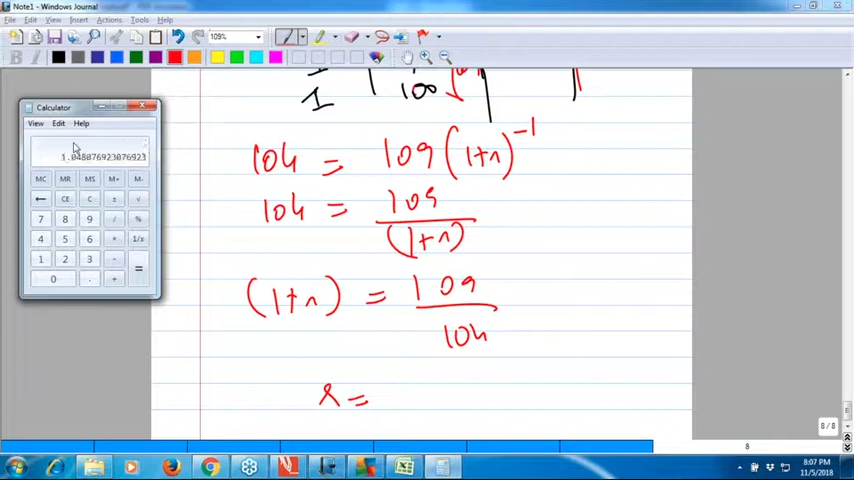 Note1 - Windows Journal
File Edit View Insert Actions Tools Help
109%
B I
I 100
Calculator
View Edit Help
1.048076923076923
MC MR MS M+ M-
← CE C ± √
7 8 9 / %
4 5 6 * 1/x
1 2 3 - =
0 . +
104 = 109 (1+r)^-1
104 = 109 / (1+r)
(1+r) = 109 / 104
r =
8 / 8
8
8:07 PM
11/5/2018